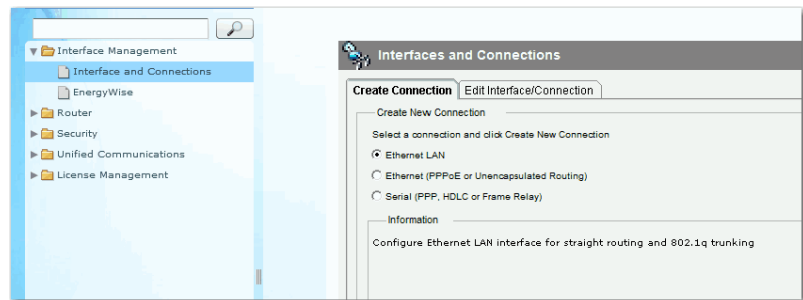 Interface Management
Interface and Connections
EnergyWise
Router
Security
Unified Communications
License Management
Interfaces and Connections
Create Connection
Edit Interface/Connection
Create New Connection
Select a connection and click Create New Connection
Ethernet LAN
Ethernet (PPPoE or Unencapsulated Routing)
Serial (PPP, HDLC or Frame Relay)
Information
Configure Ethernet LAN interface for straight routing and 802.1q trunking